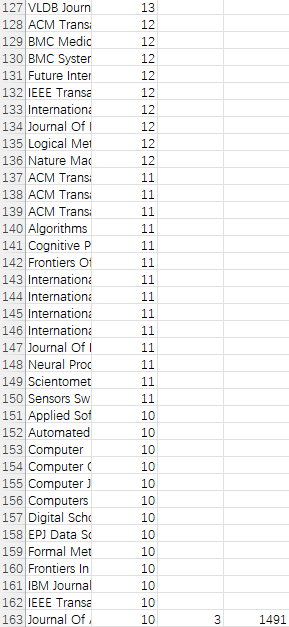 127 VLDB Journ 13
128 ACM Transa 12
129 BMC Medic 12
130 BMC System 12
131 Future Inter 12
132 IEEE Transa 12
133 Internationa 12
134 Journal Of I 12
135 Logical Met 12
136 Nature Mac 12
137 ACM Transa 11
138 ACM Transa 11
139 ACM Transa 11
140 Algorithms 11
141 Cognitive P 11
142 Frontiers Of 11
143 Internationa 11
144 Internationa 11
145 Internationa 11
146 Internationa 11
147 Journal Of I 11
148 Neural Proc 11
149 Scientomet 11
150 Sensors Sw 11
151 Applied Sof 10
152 Automated 10
153 Computer 10
154 Computer G 10
155 Computer J 10
156 Computers 10
157 Digital Scho 10
158 EPJ Data Sc 10
159 Formal Met 10
160 Frontiers In 10
161 IBM Journal 10
162 IEEE Transa 10
163 Journal Of A 10 3 1491